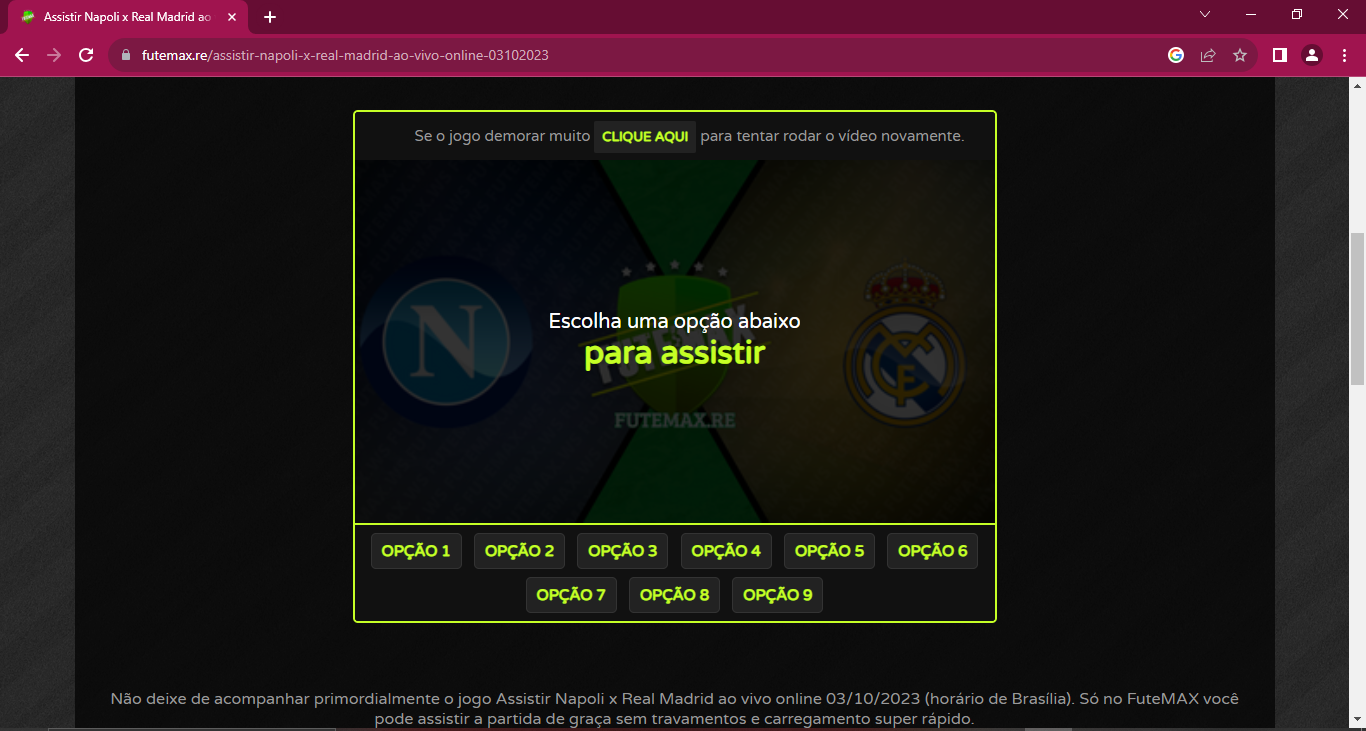 Assistir Napoli x Real Madrid ao
futemax.re/assistir-napoli-x-real-madrid-ao-vivo-online-03102023
Se o jogo demorar muito CLIQUE AQUI para tentar rodar o vídeo novamente.
N
Escolha uma opção abaixo
para assistir
FUTEMAX
FUTEMAX.RE
OPÇÃO 1 OPÇÃO 2 OPÇÃO 3 OPÇÃO 4 OPÇÃO 5 OPÇÃO 6
OPÇÃO 7 OPÇÃO 8 OPÇÃO 9
Não deixe de acompanhar primordialmente o jogo Assistir Napoli x Real Madrid ao vivo online 03/10/2023 (horário de Brasília). Só no FuteMAX você
pode assistir a partida de graça sem travamentos e carregamento super rápido.